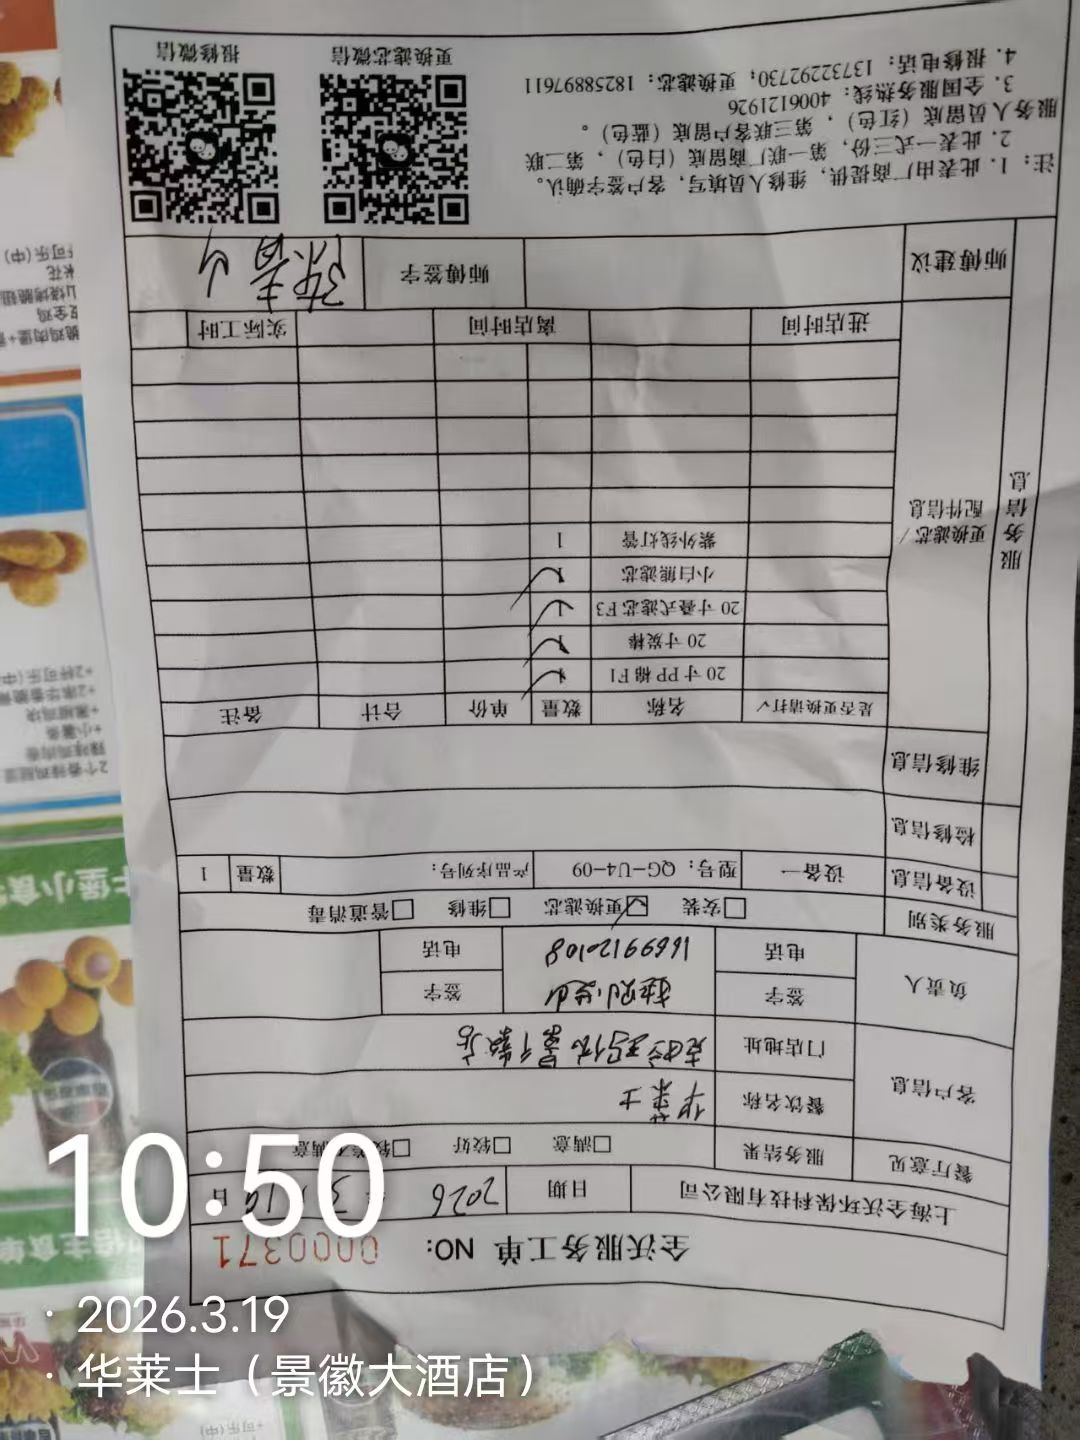 全沃服务工单 NO: 0000371
上海全沃环保科技有限公司 日期 2026 3 19 日
餐厅意见 服务结果 □满意 □较好
客户信息 餐饮名称 华莱士
门店地址
负责人 签字 签字
电话 16699120108 电话
服务类别 □安装 ☑更换滤芯 □维修 □管道消毒
设备信息 设备一 型号：QG-U4-09 产品序列号： 数量 1
检修信息
服务信息
维修信息
更换滤芯/配件信息
是否更换请打✓ 名称 数量 单价 合计 备注
20寸PP棉F1 1 ✓
20寸炭棒 1 ✓
20寸叠式滤芯F3 1 ✓
小白熊滤芯 1 ✓
紫外线灯管 1
进店时间 离店时间 实际工时
师傅建议 师傅签字
注：1．此表由厂商提供，维修人员填写，客户签字确认。
2．此表一式三份，第一联厂商留底（白色），第二联
服务人员留底（红色），第三联客户留底（蓝色）。
3．全国服务热线：4006121926
4．报修电话：13732292730；更换滤芯：18258897611
更换滤芯微信 报修微信
10:50
· 2026.3.19
· 华莱士（景徽大酒店）